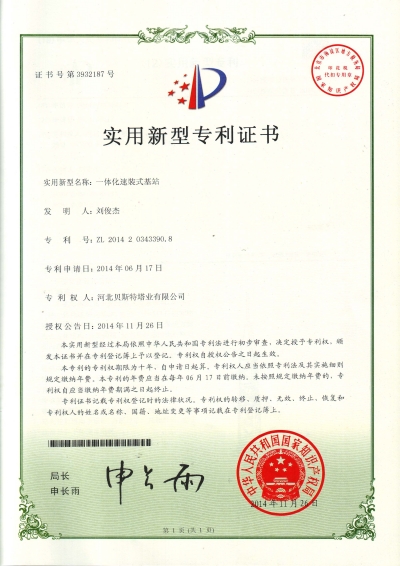 证书号第3932187号
实用新型专利证书
实用新型名称：一体化速装式基站
发 明 人：刘俊杰
专 利 号：ZL 2014 2 0343390.8
专利申请日：2014年06月17日
专 利 权 人：河北贝斯特塔业有限公司
授权公告日：2014年11月26日
本实用新型经过本局依照中华人民共和国专利法进行初步审查，决定授予专利权，颁
发本证书并在专利登记簿上予以登记。专利权自授权公告之日起生效。
本专利的专利权期限为十年，自申请日起算。专利权人应当依照专利法及其实施细则
规定缴纳年费。本专利的年费应当在每年06月17日前缴纳。未按照规定缴纳年费的，专
利权自应当缴纳年费期满之日起终止。
专利证书记载专利权登记时的法律状况。专利权的转移、质押、无效、终止、恢复和
专利权人的姓名或名称、国籍、地址变更等事项记载在专利登记簿上。
局长
申长雨
申长雨
中华人民共和国国家知识产权局
2014年11月26日
第 1 页 (共 1 页)